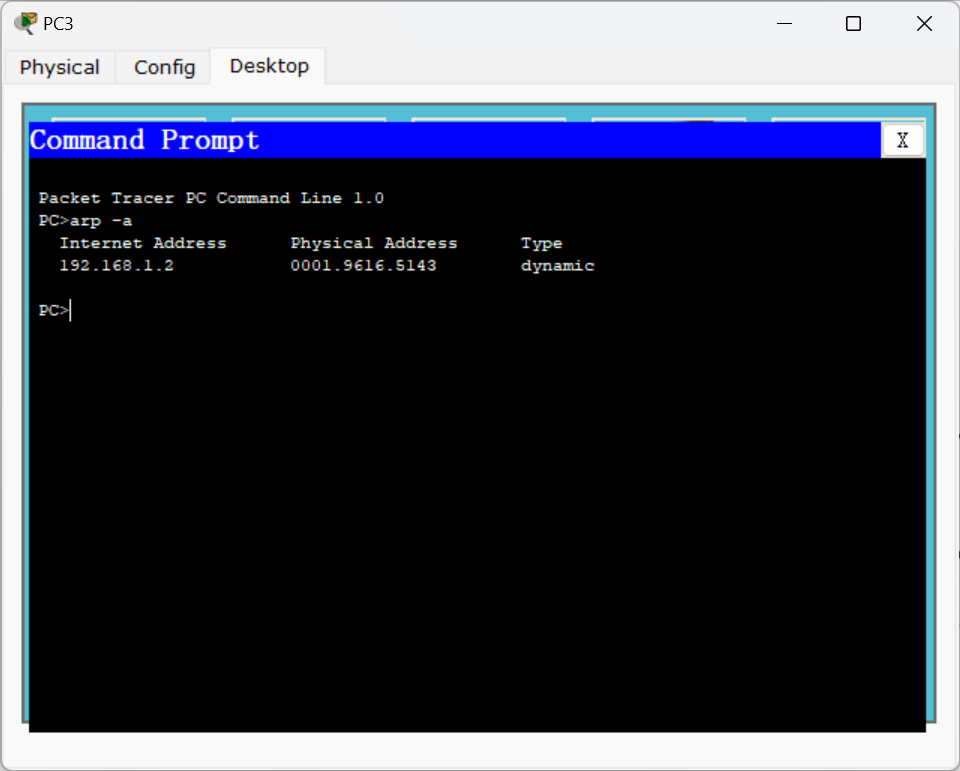 PC3
Physical Config Desktop
Command Prompt X
Packet Tracer PC Command Line 1.0
PC>arp -a
Internet Address Physical Address Type
192.168.1.2 0001.9616.5143 dynamic
PC>